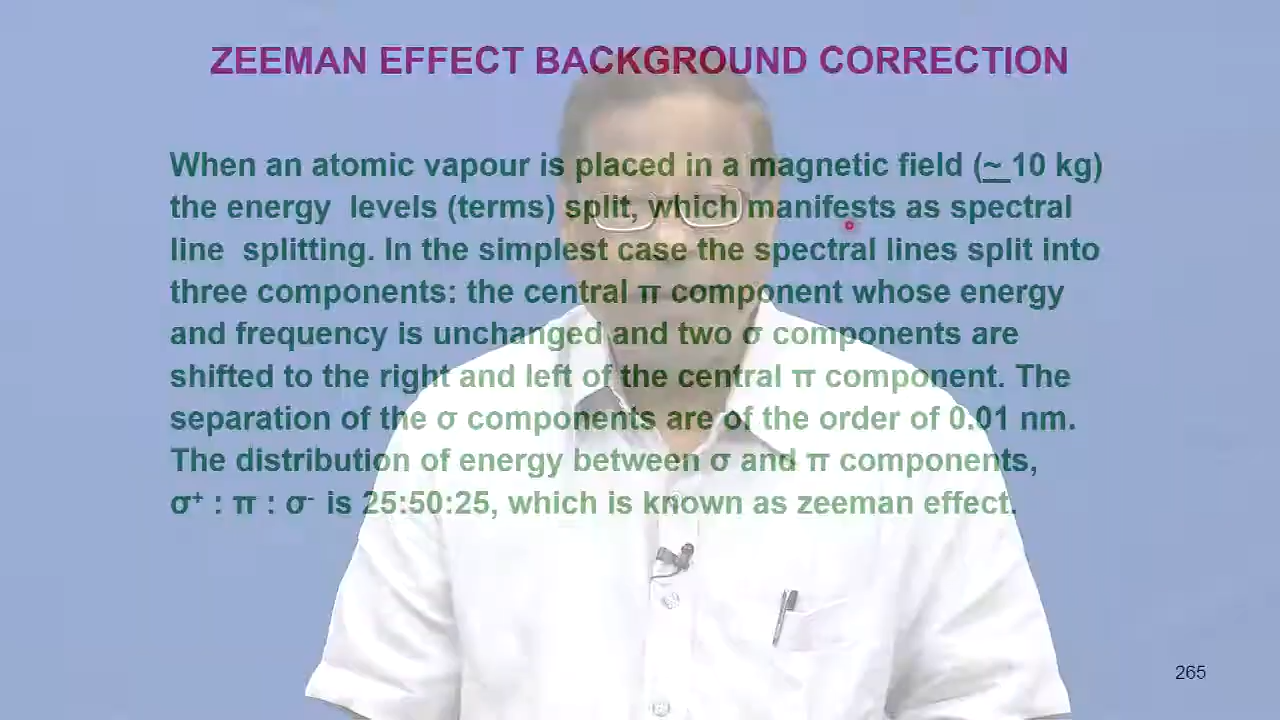 ZEEMAN EFFECT BACKGROUND CORRECTION
When an atomic vapour is placed in a magnetic field (~ 10 kg)
the energy levels (terms) split, which manifests as spectral
line splitting. In the simplest case the spectral lines split into
three components: the central π component whose energy
and frequency is unchanged and two σ components are
shifted to the right and left of the central π component. The
separation of the σ components are of the order of 0.01 nm.
The distribution of energy between σ and π components,
σ⁺ : π : σ⁻ is 25:50:25, which is known as zeeman effect.
265